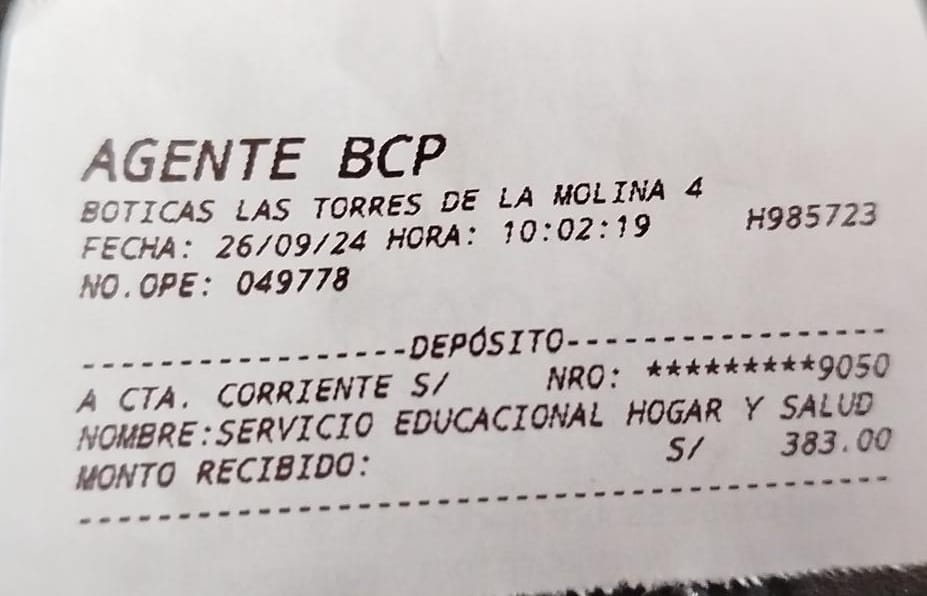 AGENTE BCP
BOTICAS LAS TORRES DE LA MOLINA 4
FECHA: 26/09/24 HORA: 10:02:19 H985723
NO.OPE: 049778
-----------------DEPÓSITO-----------------
A CTA. CORRIENTE S/ NRO: *********9050
NOMBRE:SERVICIO EDUCACIONAL HOGAR Y SALUD
MONTO RECIBIDO: S/ 383.00
------------------------------------------